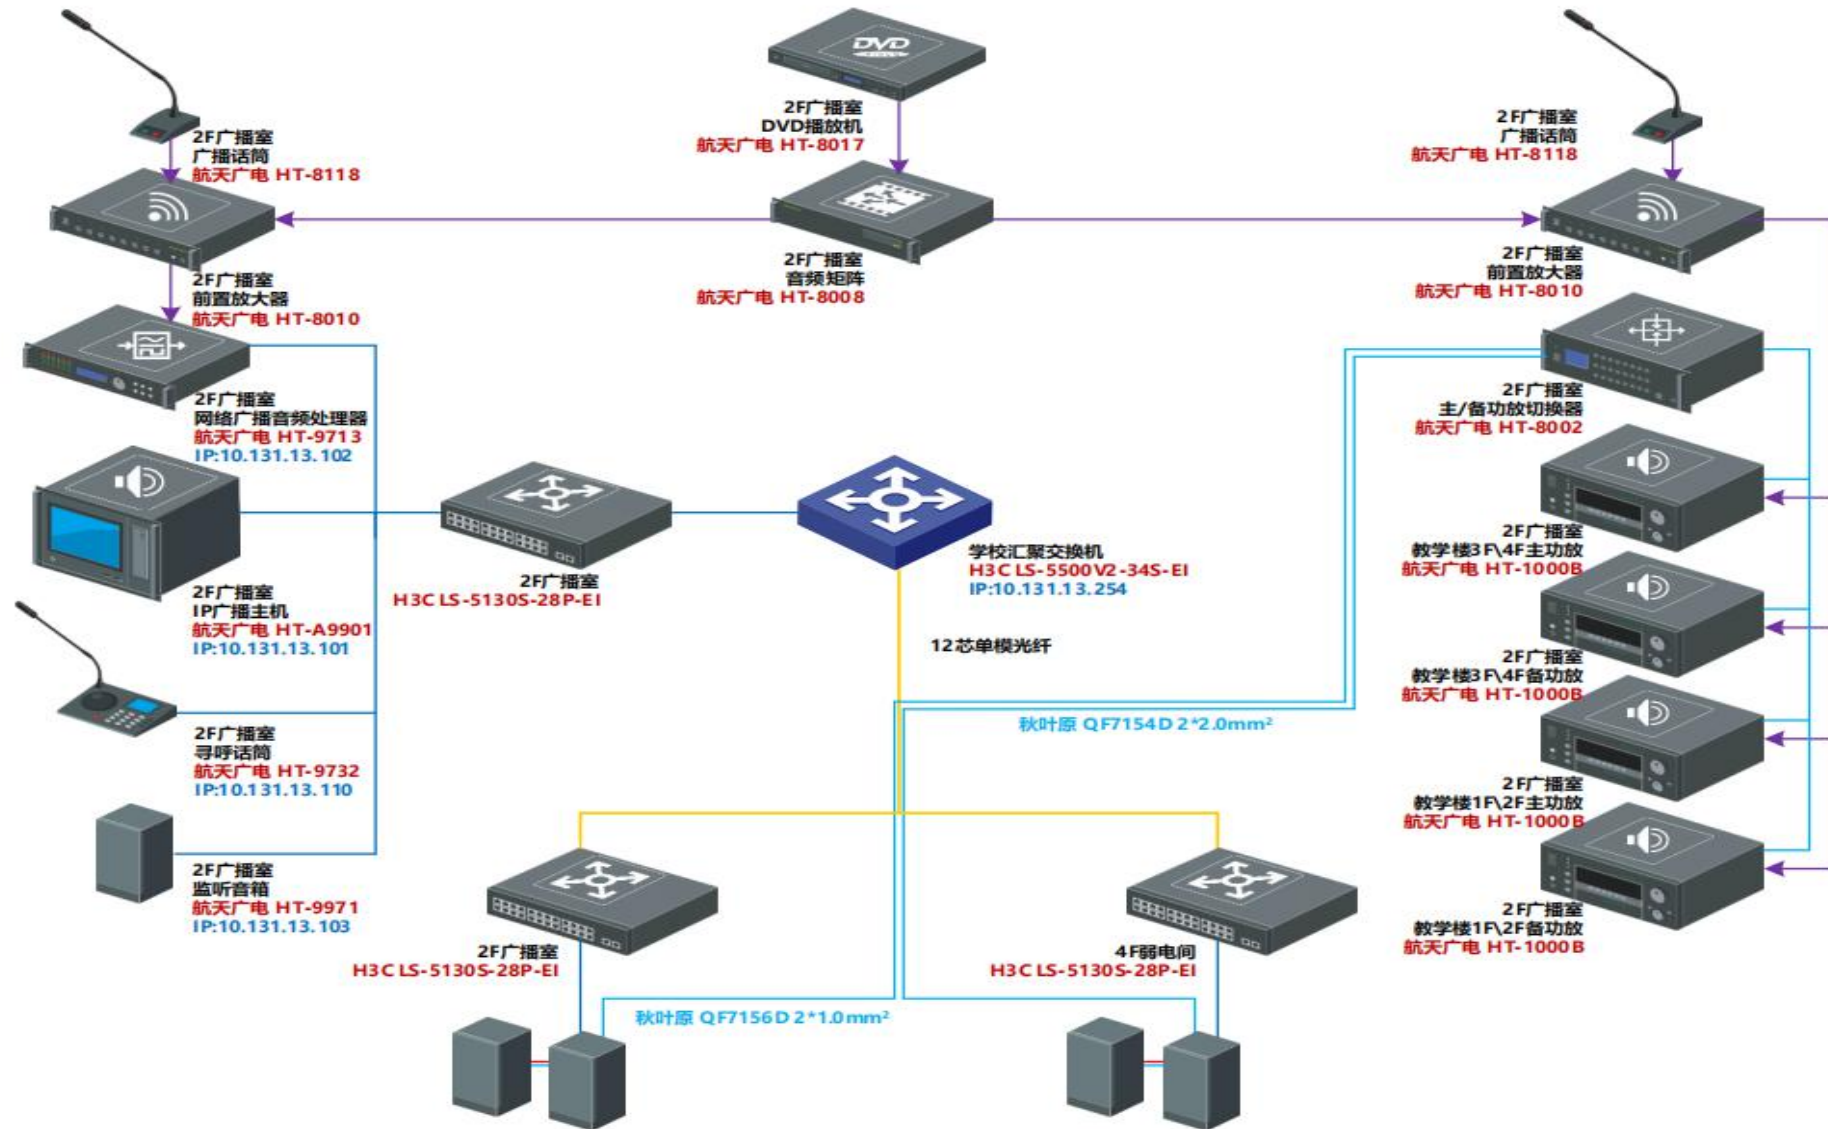 DVD
2F广播室
DVD播放机
航天广电 HT-8017
2F广播室
广播话筒
航天广电 HT-8118
2F广播室
广播话筒
航天广电 HT-8118
2F广播室
前置放大器
航天广电 HT-8010
2F广播室
音频矩阵
航天广电 HT-8008
2F广播室
前置放大器
航天广电 HT-8010
2F广播室
网络广播音频处理器
航天广电 HT-9713
IP:10.131.13.102
2F广播室
主/备功放切换器
航天广电 HT-8002
2F广播室
IP广播主机
航天广电 HT-A9901
IP:10.131.13.101
2F广播室
H3C LS-5130S-28P-EI
学校汇聚交换机
H3C LS-5500V2-34S-EI
IP:10.131.13.254
12芯单模光纤
2F广播室
教学楼3F\4F主功放
航天广电 HT-1000B
2F广播室
教学楼3F\4F备功放
航天广电 HT-1000B
2F广播室
寻呼话筒
航天广电 HT-9732
IP:10.131.13.110
秋叶原 QF7154D 2*2.0mm²
2F广播室
教学楼1F\2F主功放
航天广电 HT-1000B
2F广播室
监听音箱
航天广电 HT-9971
IP:10.131.13.103
2F广播室
H3C LS-5130S-28P-EI
4F弱电间
H3C LS-5130S-28P-EI
2F广播室
教学楼1F\2F备功放
航天广电 HT-1000B
秋叶原 QF7156D 2*1.0mm²